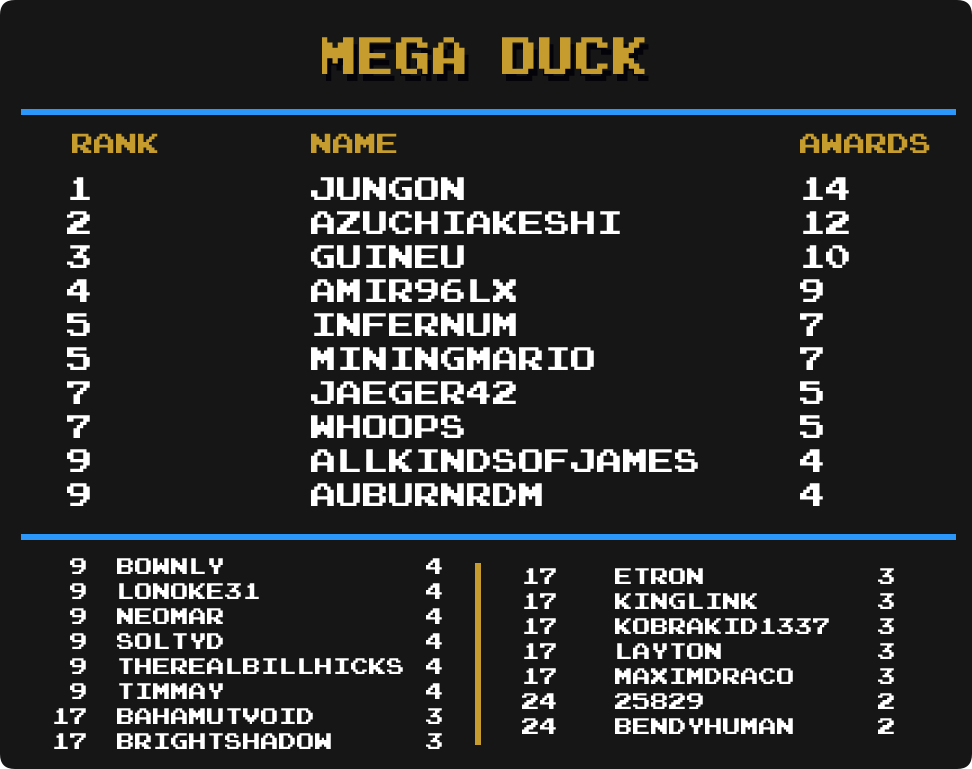 MEGA DUCK
RANK NAME AWARDS
1 JUNGON 14
2 AZUCHIAKESHI 12
3 GUINEU 10
4 AMIR96LX 9
5 INFERNUM 7
5 MININGMARIO 7
7 JAEGER42 5
7 WHOOPS 5
9 ALLKINDSOFJAMES 4
9 AUBURNRDM 4
9 BOWNLY 4
9 LONOKE31 4
9 NEOMAR 4
9 SOLTYD 4
9 THEREALBILLHICKS 4
9 TIMMAY 4
17 BAHAMUTVOID 3
17 BRIGHTSHADOW 3
17 ETRON 3
17 KINGLINK 3
17 KOBRAKID1337 3
17 LAYTON 3
17 MAXIMDRACO 3
24 25829 2
24 BENDYHUMAN 2